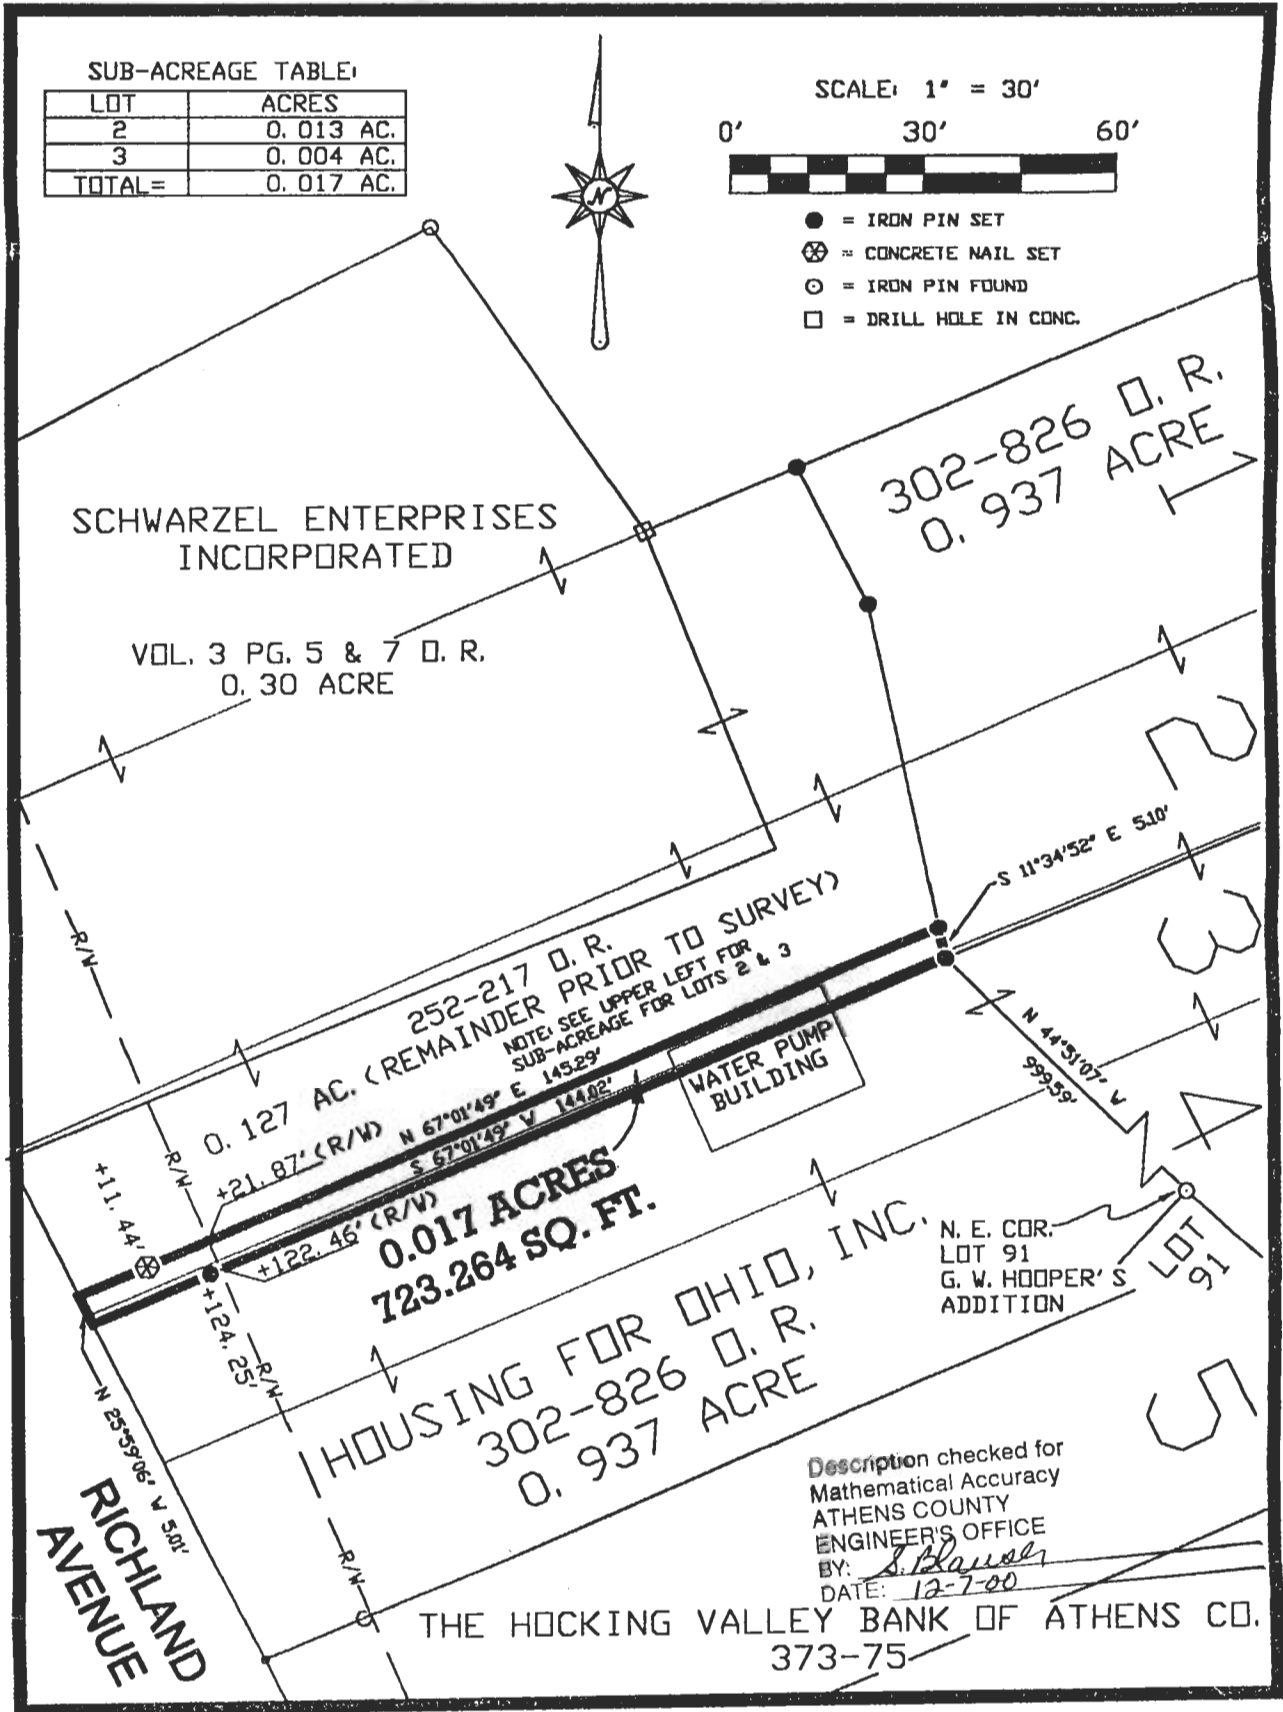 SUB-ACREAGE TABLE:
LOT ACRES
2 0.013 AC.
3 0.004 AC.
TOTAL= 0.017 AC.
N
SCALE: 1" = 30'
0' 30' 60'
● = IRON PIN SET
= CONCRETE NAIL SET
⊙ = IRON PIN FOUND
□ = DRILL HOLE IN CONC.
302-826 O.R.
0.937 ACRE
1
SCHWARZEL ENTERPRISES
INCORPORATED
VOL. 3 PG. 5 & 7 O.R.
0.30 ACRE
2
S 11°34'52" E 5.10'
3
R/W
252-217 O.R.
0.127 AC. (REMAINDER PRIOR TO SURVEY)
NOTE: SEE UPPER LEFT FOR
SUB-ACREAGE FOR LOTS 2 & 3
WATER PUMP
BUILDING
N 44°51'07" W
999.59'
4
N 67°01'49" E 145.29'
S 67°01'49" W 144.02'
R/W
+21.87' (R/W)
+11.44'
+122.46' (R/W)
+124.25'
R/W
0.017 ACRES
723.264 SQ. FT.
N.E. COR.
LOT 91
G.W. HOOPER'S
ADDITION
LOT
91
HOUSING FOR OHIO, INC.
302-826 O.R.
0.937 ACRE
5
N 25°59'06" W 5.01'
RICHLAND
AVENUE
R/W
Description checked for
Mathematical Accuracy
ATHENS COUNTY
ENGINEER'S OFFICE
BY: S. Blauser
DATE: 12-7-00
THE HOCKING VALLEY BANK OF ATHENS CO.
373-75